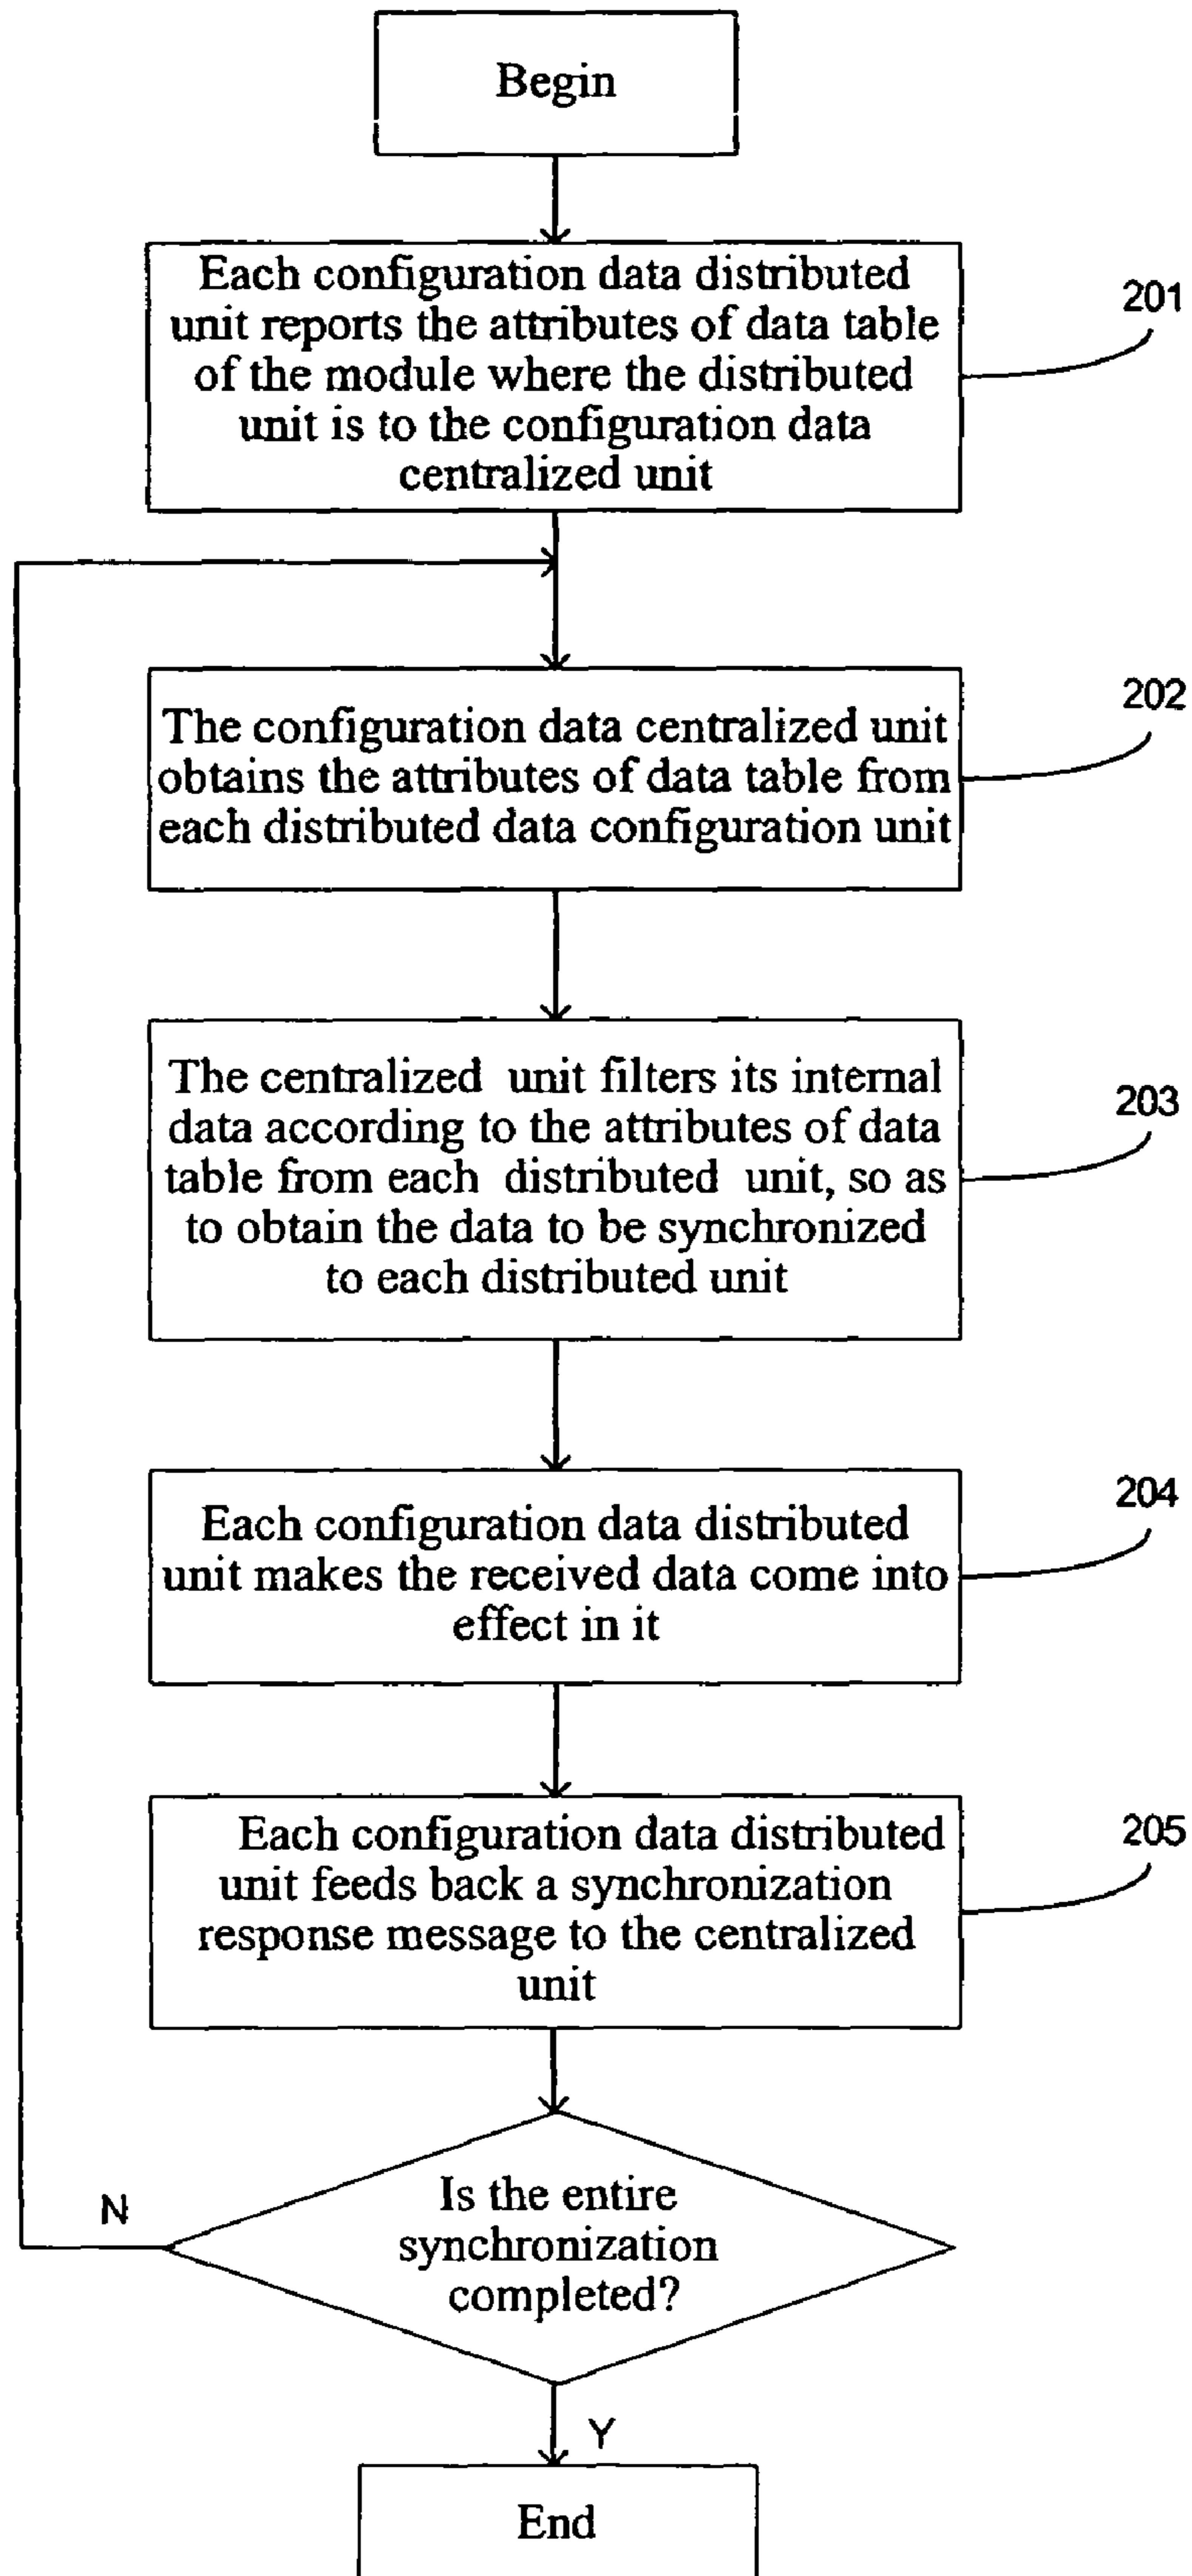 Begin
Each configuration data distributed
unit reports the attributes of data table
of the module where the distributed
unit is to the configuration data
centralized unit
201
The configuration data centralized unit
obtains the attributes of data table from
each distributed data configuration unit
202
The centralized unit filters its internal
data according to the attributes of data
table from each distributed unit, so as
to obtain the data to be synchronized
to each distributed unit
203
Each configuration data distributed
unit makes the received data come into
effect in it
204
Each configuration data distributed
unit feeds back a synchronization
response message to the centralized
unit
205
Is the entire
synchronization
completed?
N
Y
End